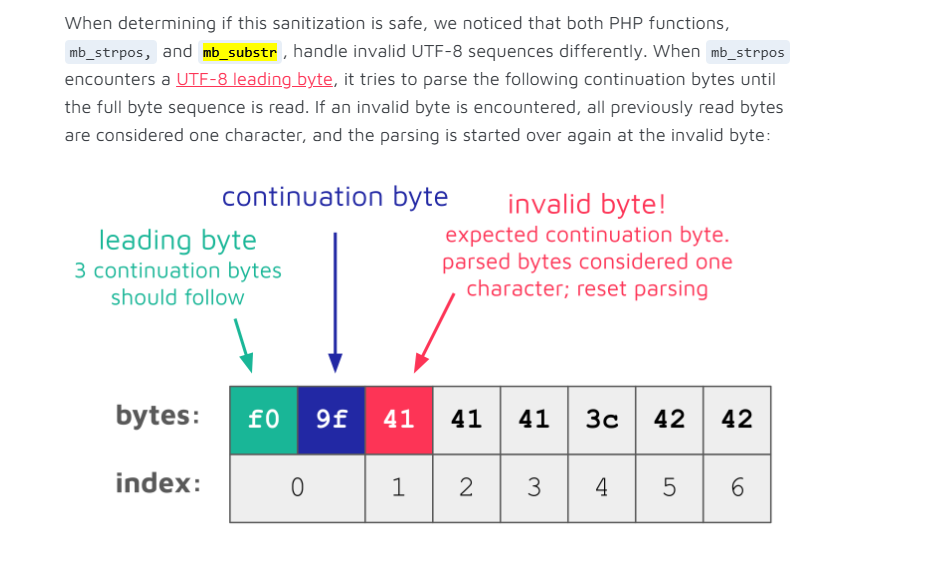 When determining if this sanitization is safe, we noticed that both PHP functions,
mb_strpos, and mb_substr, handle invalid UTF-8 sequences differently. When mb_strpos
encounters a UTF-8 leading byte, it tries to parse the following continuation bytes until
the full byte sequence is read. If an invalid byte is encountered, all previously read bytes
are considered one character, and the parsing is started over again at the invalid byte:
continuation byte
invalid byte!
expected continuation byte.
parsed bytes considered one
character; reset parsing
leading byte
3 continuation bytes
should follow
bytes: f0 9f 41 41 41 3c 42 42
index: 0 1 2 3 4 5 6